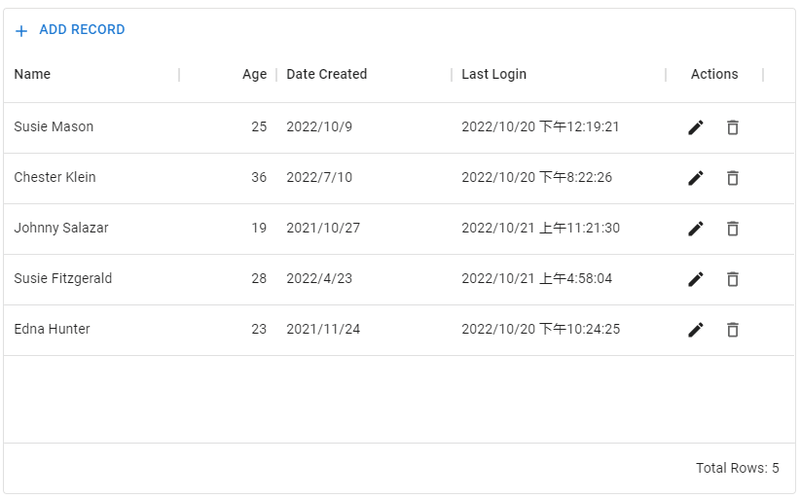 + ADD RECORD
Name Age Date Created Last Login Actions
Susie Mason 25 2022/10/9 2022/10/20 下午12:19:21
Chester Klein 36 2022/7/10 2022/10/20 下午8:22:26
Johnny Salazar 19 2021/10/27 2022/10/21 上午11:21:30
Susie Fitzgerald 28 2022/4/23 2022/10/21 上午4:58:04
Edna Hunter 23 2021/11/24 2022/10/20 下午10:24:25
Total Rows: 5